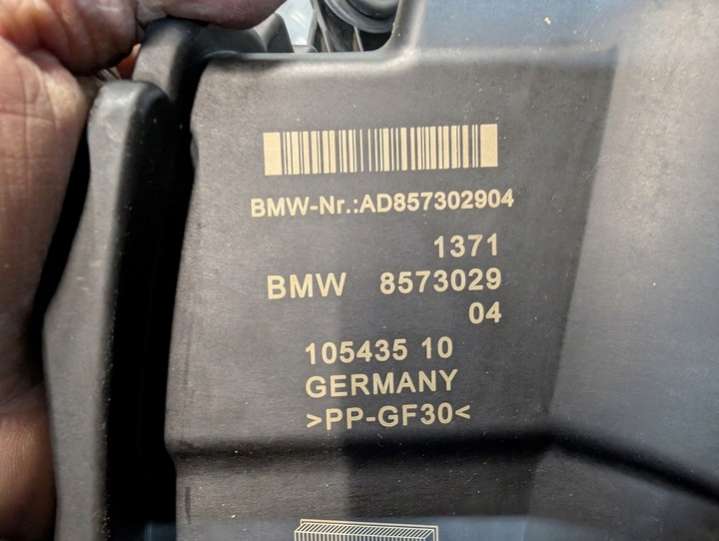 BMW-Nr.:AD857302904
1371
BMW 8573029
04
105435 10
GERMANY
>PP-GF30<